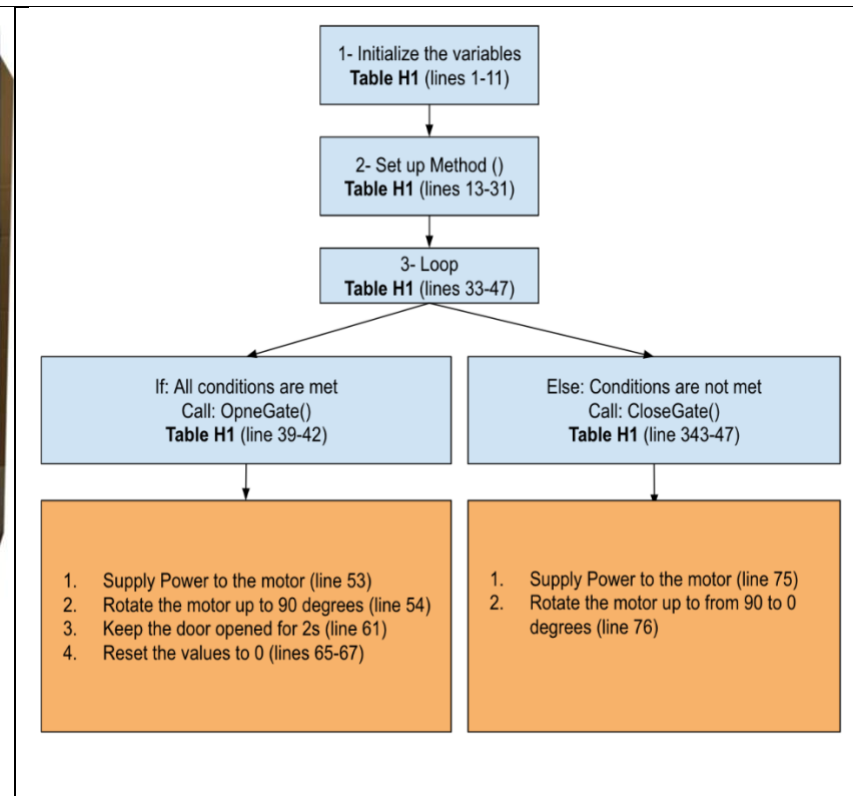 1- Initialize the variables
Table H1 (lines 1-11)
2- Set up Method ()
Table H1 (lines 13-31)
3- Loop
Table H1 (lines 33-47)
If: All conditions are met
Call: OpneGate()
Table H1 (line 39-42)
Else: Conditions are not met
Call: CloseGate()
Table H1 (line 343-47)
1. Supply Power to the motor (line 53)
2. Rotate the motor up to 90 degrees (line 54)
3. Keep the door opened for 2s (line 61)
4. Reset the values to 0 (lines 65-67)
1. Supply Power to the motor (line 75)
2. Rotate the motor up to from 90 to 0
degrees (line 76)